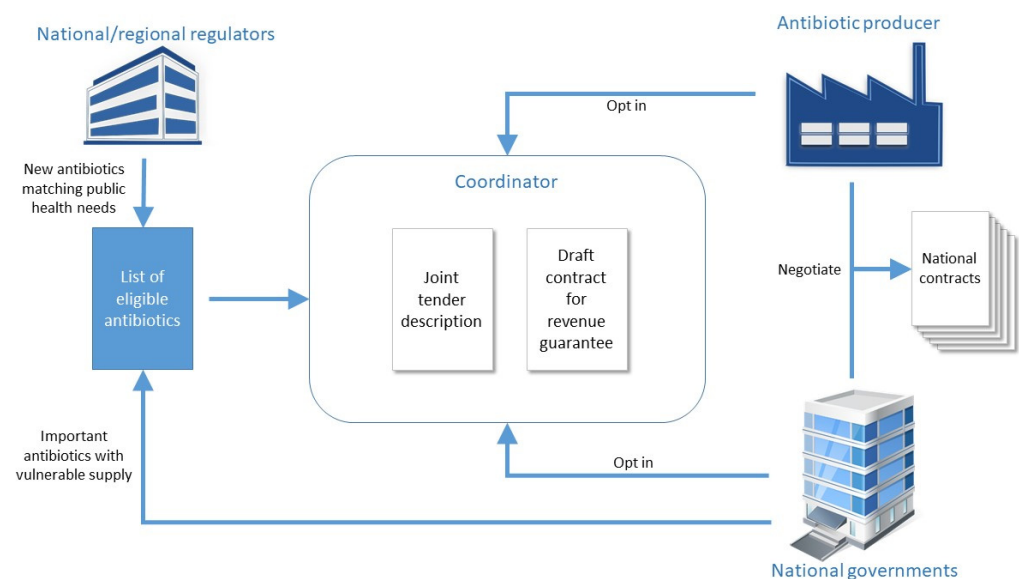 National/regional regulators
Antibiotic producer
Opt in
New antibiotics
matching public
health needs
Coordinator
List of
eligible
antibiotics
Joint
tender
description
Draft
contract
for
revenue
guarantee
Negotiate
National
contracts
Important
antibiotics with
vulnerable supply
Opt in
National governments